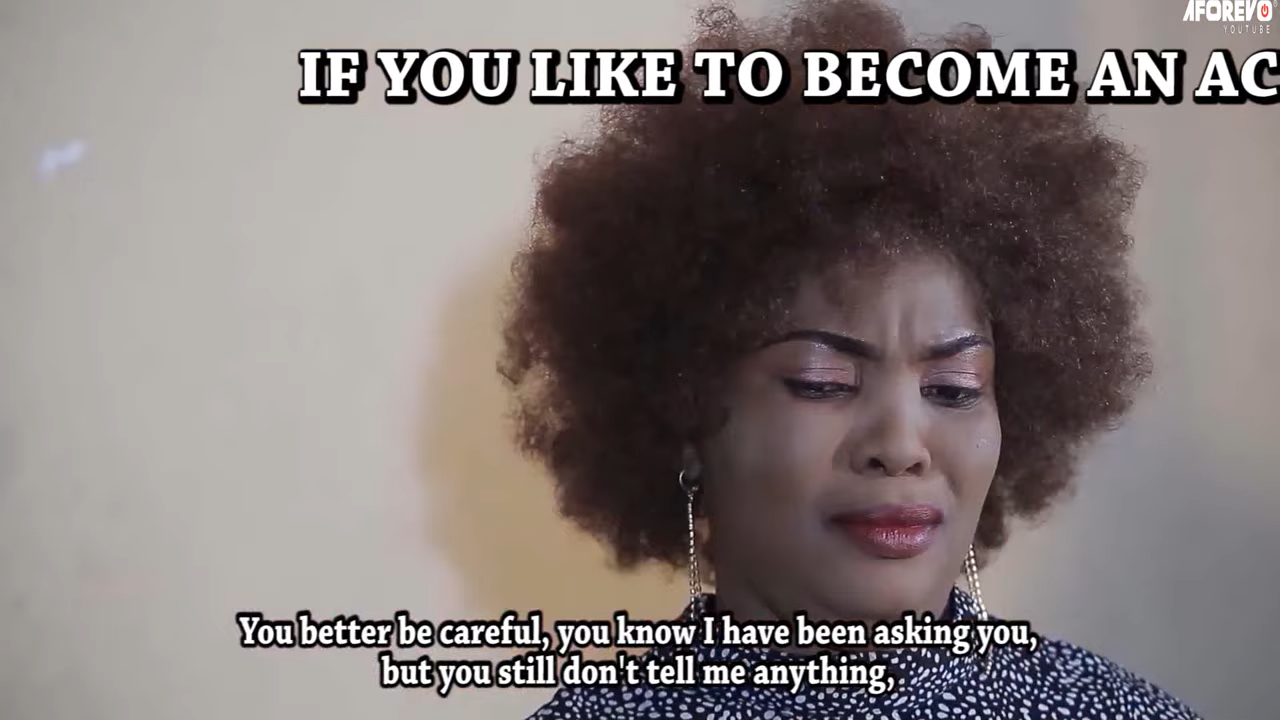 AFOREVO
YOUTUBE
IF YOU LIKE TO BECOME AN AC
You better be careful, you know I have been asking you,
but you still don't tell me anything,